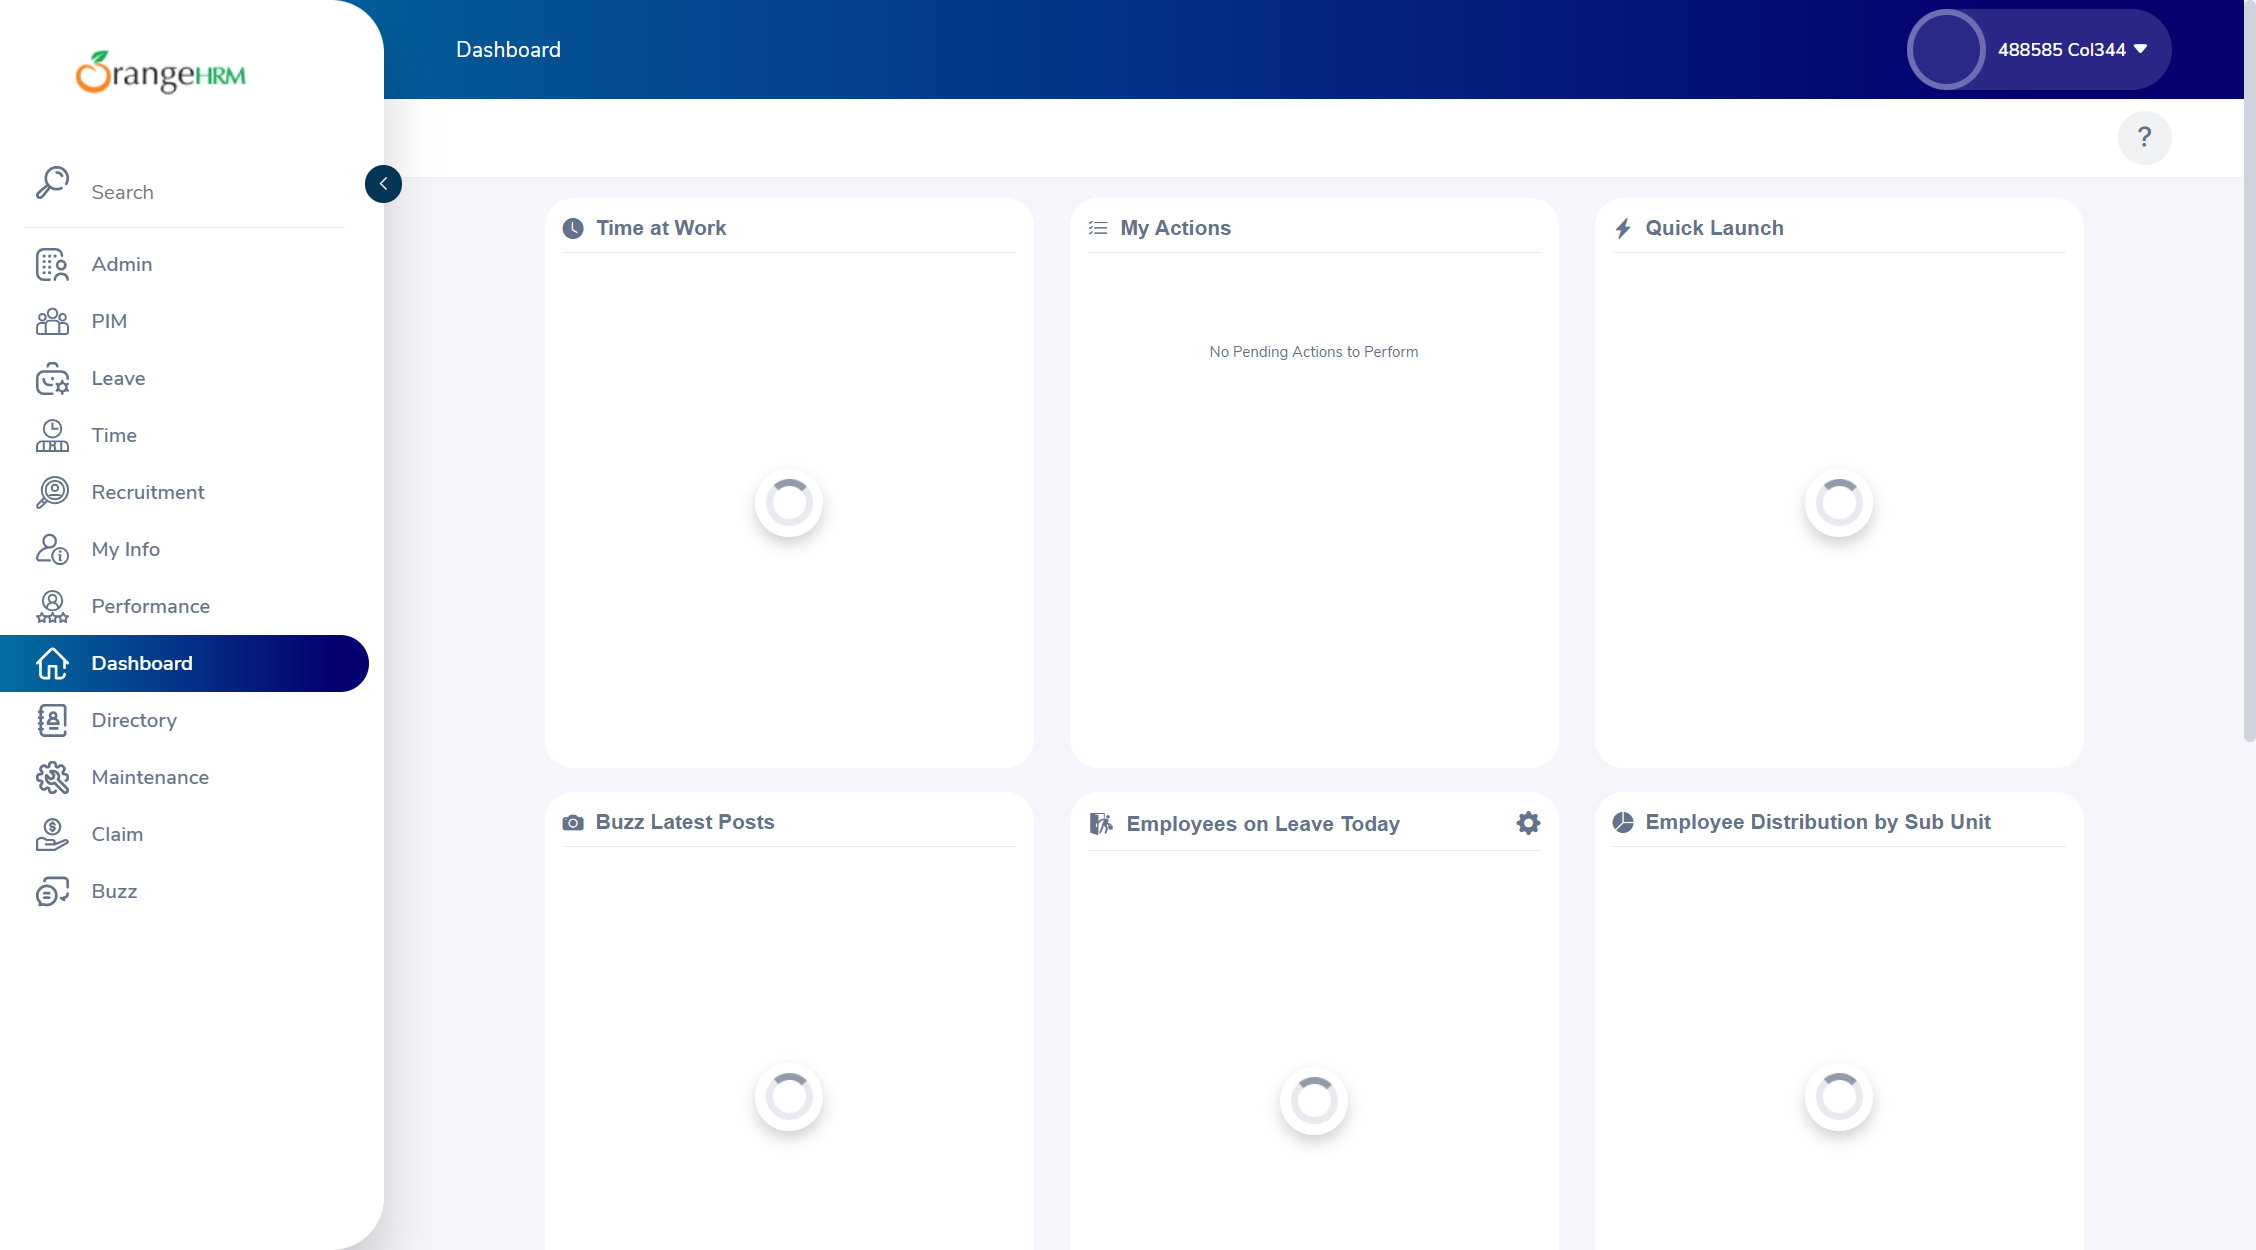 OrangeHRM
Dashboard
488585 Col344
?
Search
Admin
PIM
Leave
Time
Recruitment
My Info
Performance
Dashboard
Directory
Maintenance
Claim
Buzz
Time at Work
My Actions
No Pending Actions to Perform
Quick Launch
Buzz Latest Posts
Employees on Leave Today
Employee Distribution by Sub Unit